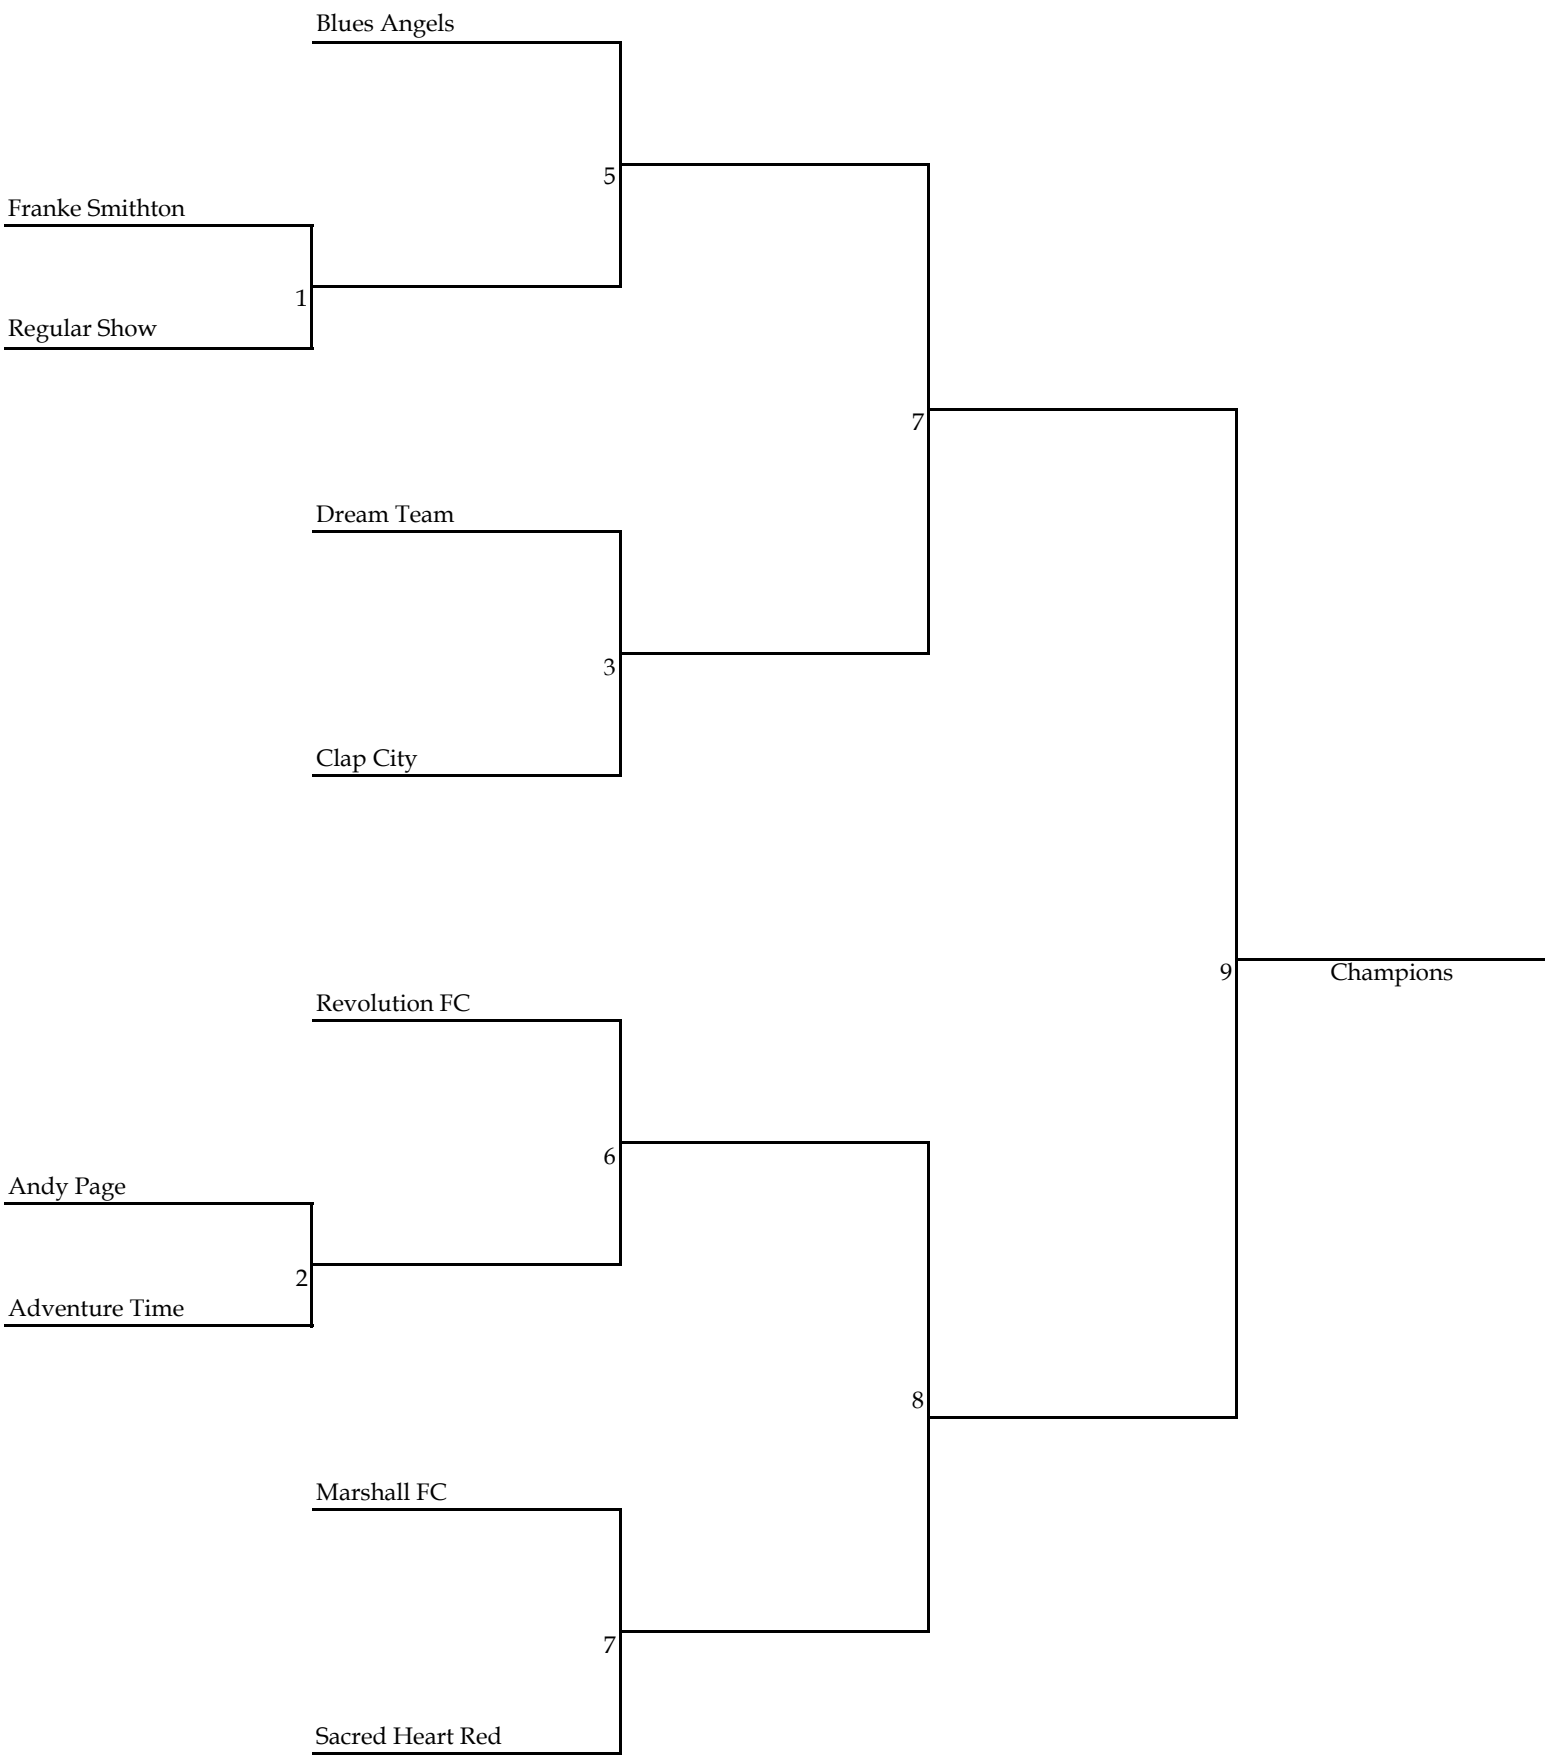 Blues Angels
5
Franke Smithton
1
Regular Show
7
Dream Team
3
Clap City
9
Champions
Revolution FC
6
Andy Page
2
Adventure Time
8
Marshall FC
7
Sacred Heart Red